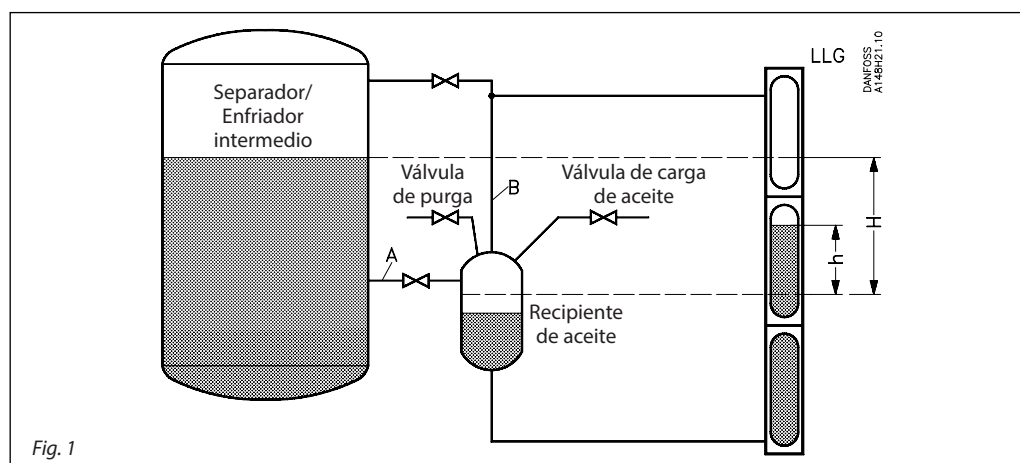 LLG
DANFOSS
A148H21.10
Separador/
Enfriador
intermedio
Válvula
de purga
B
Válvula de carga
de aceite
A
H
h
Recipiente
de aceite
Fig. 1